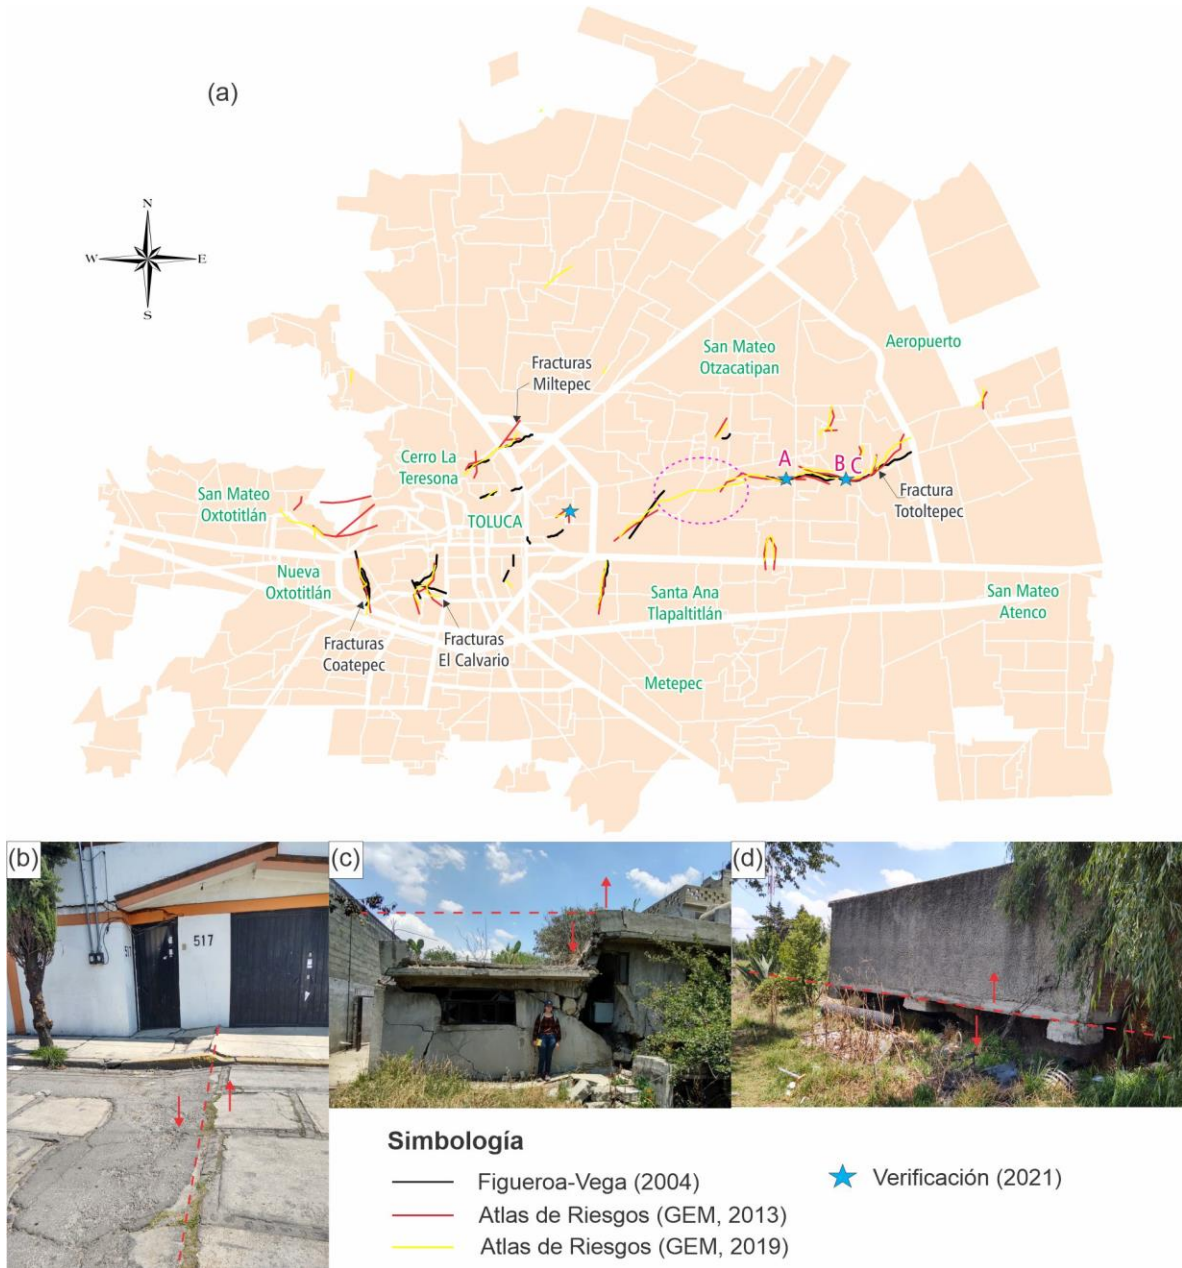 (a)
N
W
E
S
Fracturas
Miltepec
San Mateo
Otzacatipan
Aeropuerto
Cerro La
Teresona
A
B C
San Mateo
Oxtotitlán
TOLUCA
Fractura
Totoltepec
Nueva
Oxtotitlán
Santa Ana
Tlapaltitlán
San Mateo
Atenco
Fracturas
Coatepec
Fracturas
El Calvario
Metepec
(b)
517
(c)
(d)
Simbología
Figueroa-Vega (2004)
Verificación (2021)
Atlas de Riesgos (GEM, 2013)
Atlas de Riesgos (GEM, 2019)